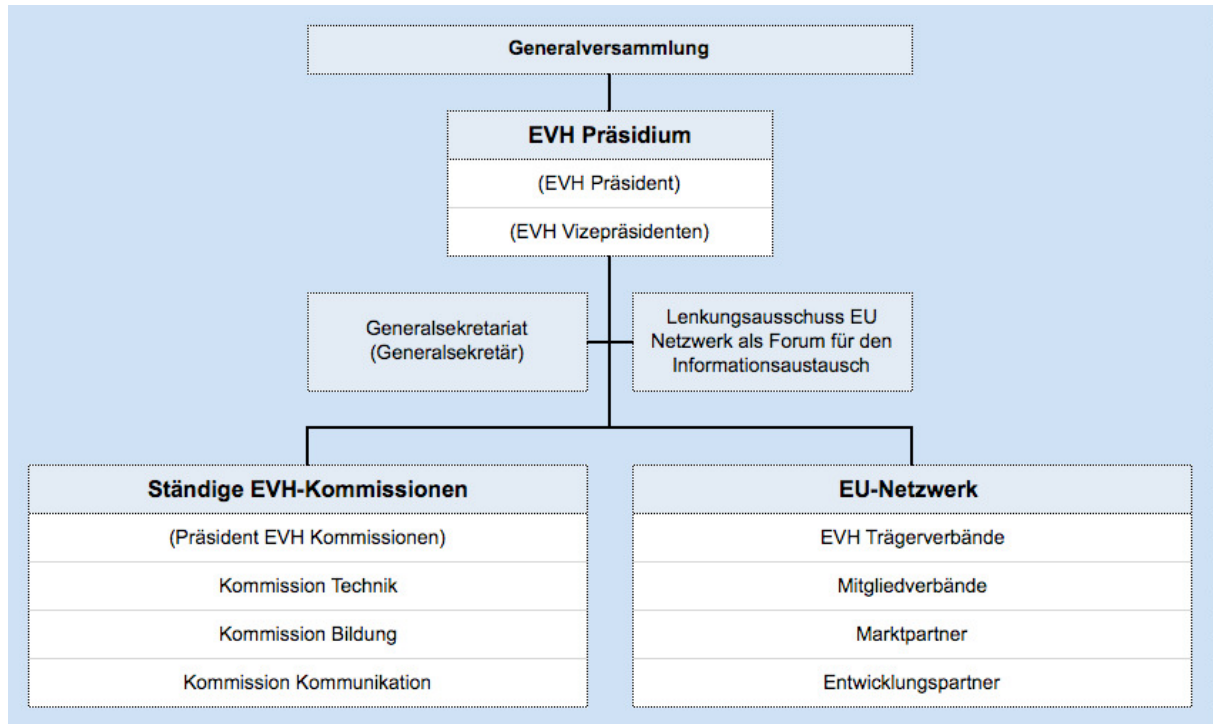 Generalversammlung
EVH Präsidium
(EVH Präsident)
(EVH Vizepräsidenten)
Generalsekretariat
(Generalsekretär)
Lenkungsausschuss EU
Netzwerk als Forum für den
Informationsaustausch
Ständige EVH-Kommissionen
(Präsident EVH Kommissionen)
Kommission Technik
Kommission Bildung
Kommission Kommunikation
EU-Netzwerk
EVH Trägerverbände
Mitgliedverbände
Marktpartner
Entwicklungspartner